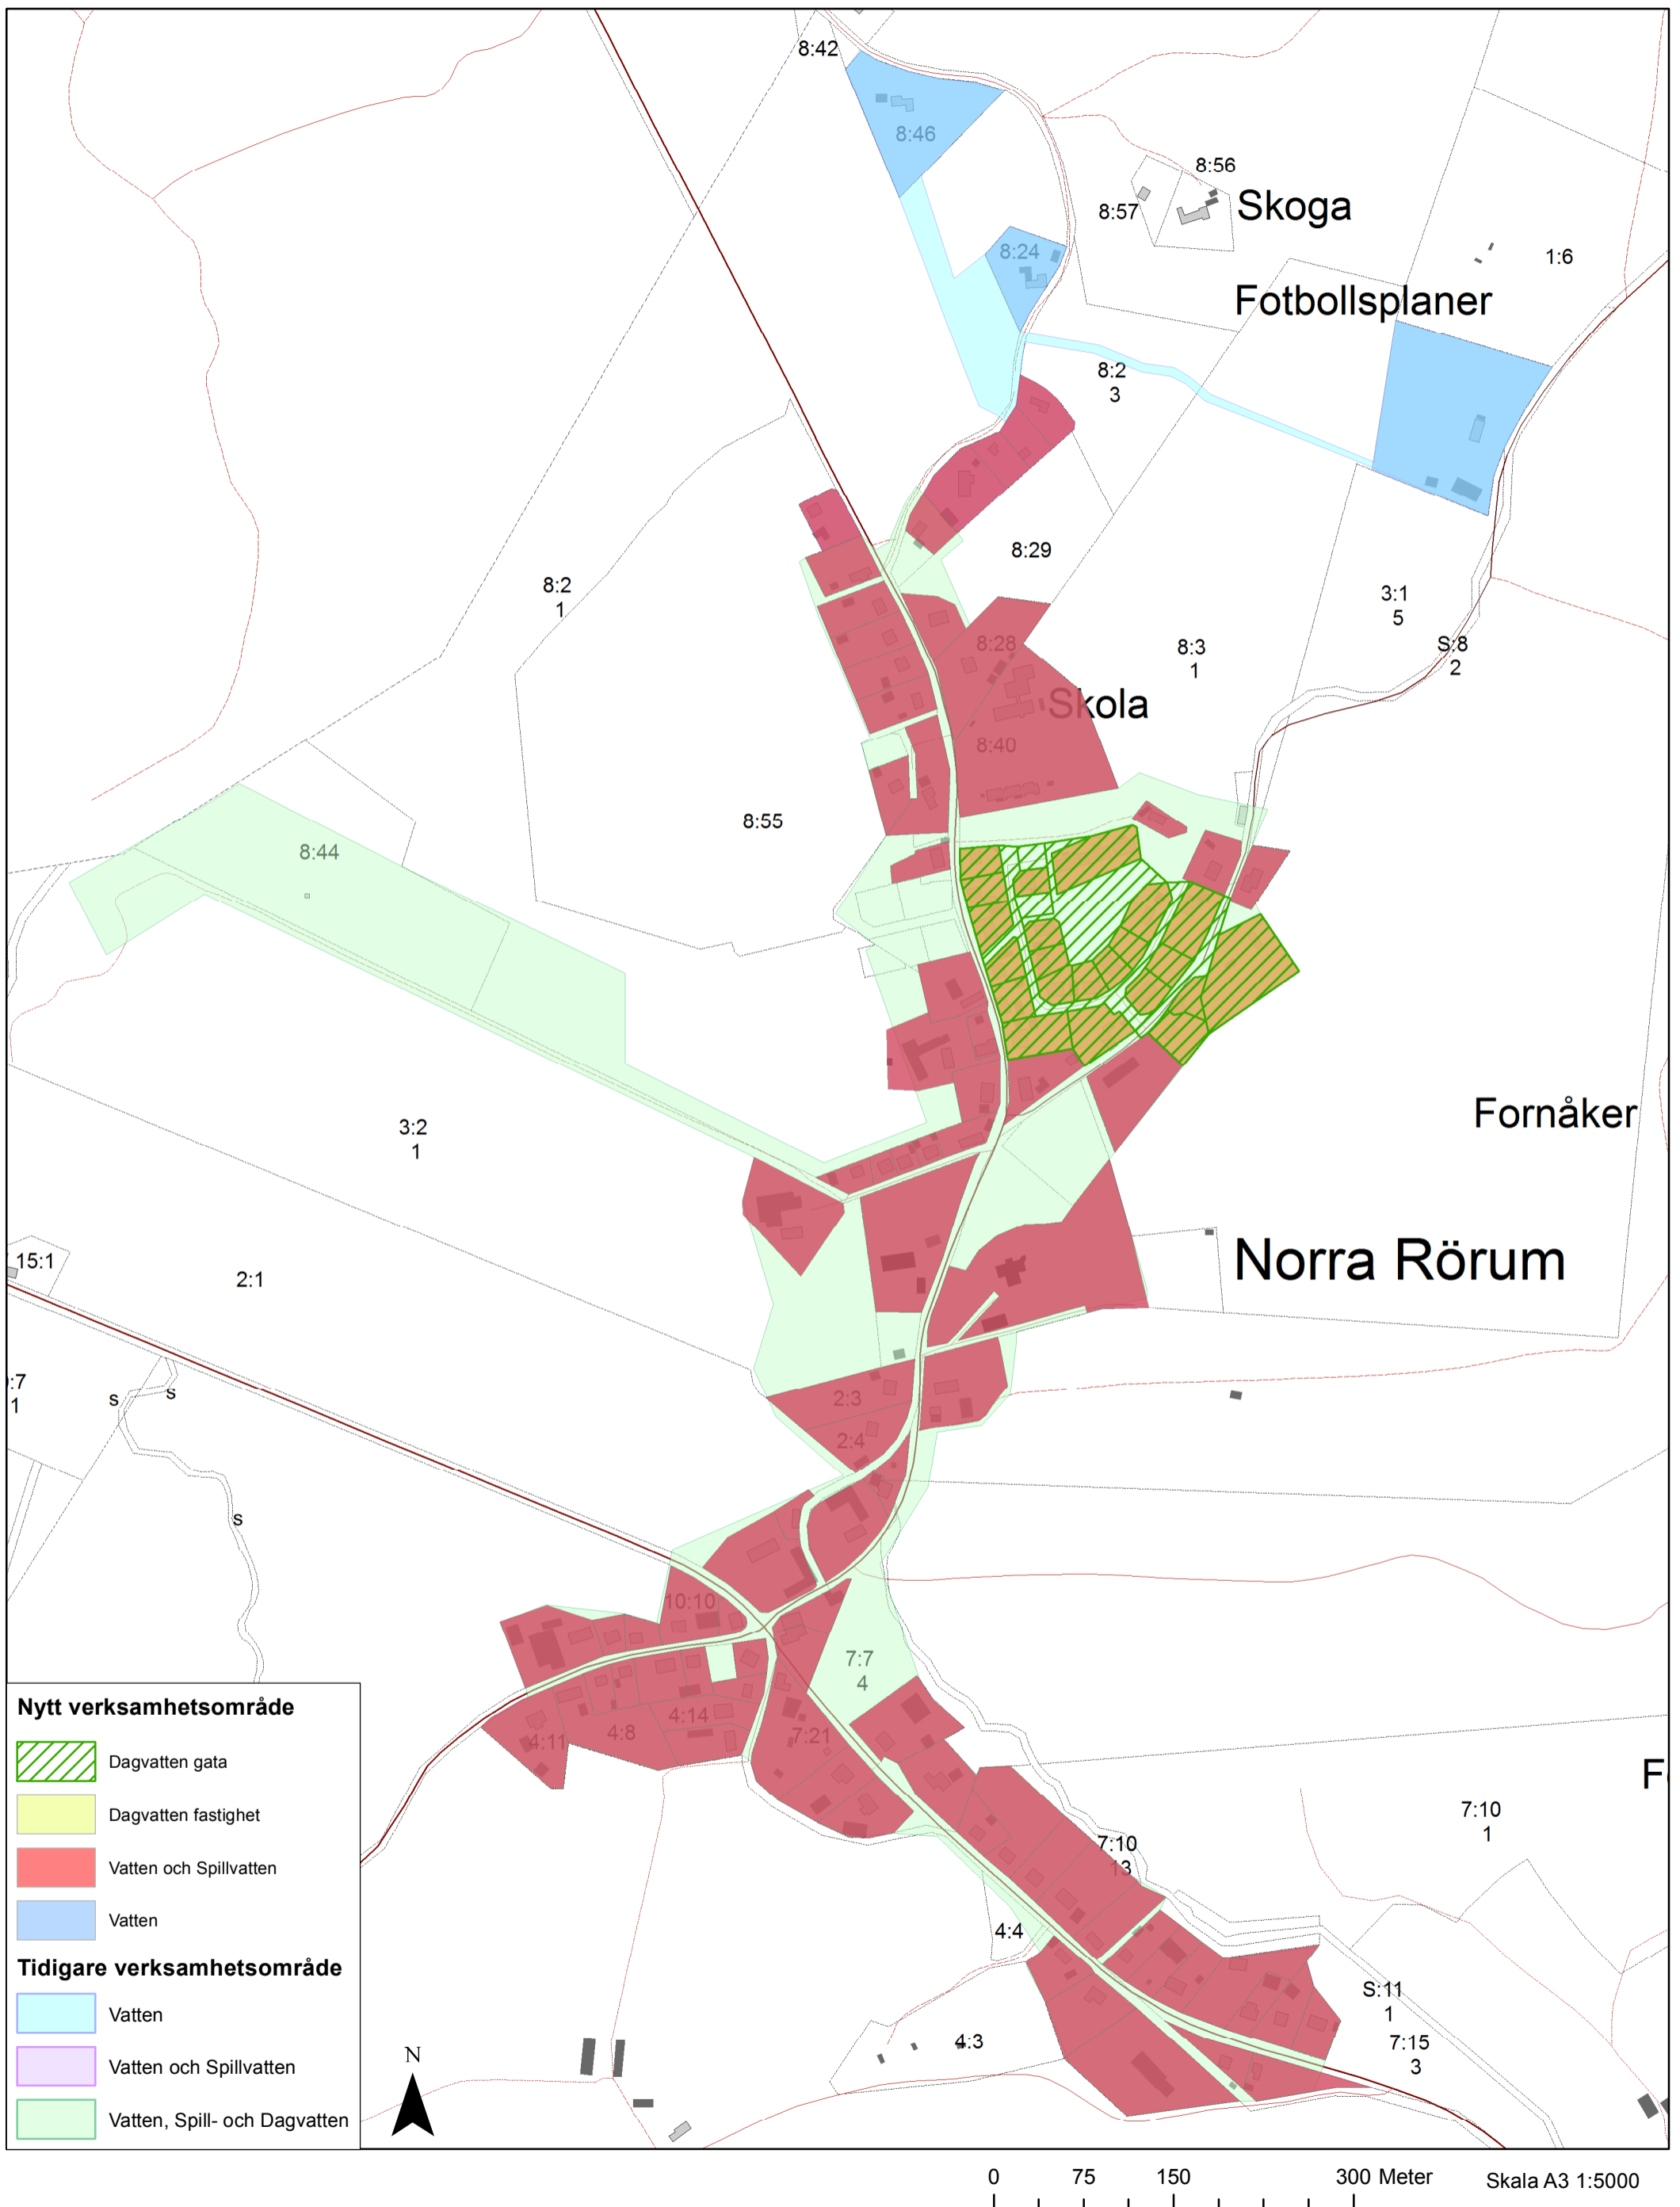 8:42
8:46
8:56
8:57
Skoga
8:24
1:6
Fotbollsplaner
8:2
3
8:29
8:2
1
3:1
5
8:28
8:3
1
S:8
2
Skola
8:40
8:55
8:44
Fornåker
3:2
1
Norra Rörum
15:1
2:1
:7
1
s
s
2:3
2:4
s
10:10
7:7
4
4:14
4:8
4:11
7:21
7:10
1
7:10
13
4:4
S:11
1
4:3
7:15
3
Nytt verksamhetsområde
Dagvatten gata
Dagvatten fastighet
Vatten och Spillvatten
Vatten
Tidigare verksamhetsområde
Vatten
Vatten och Spillvatten
Vatten, Spill- och Dagvatten
N
0 75 150 300 Meter
Skala A3 1:5000